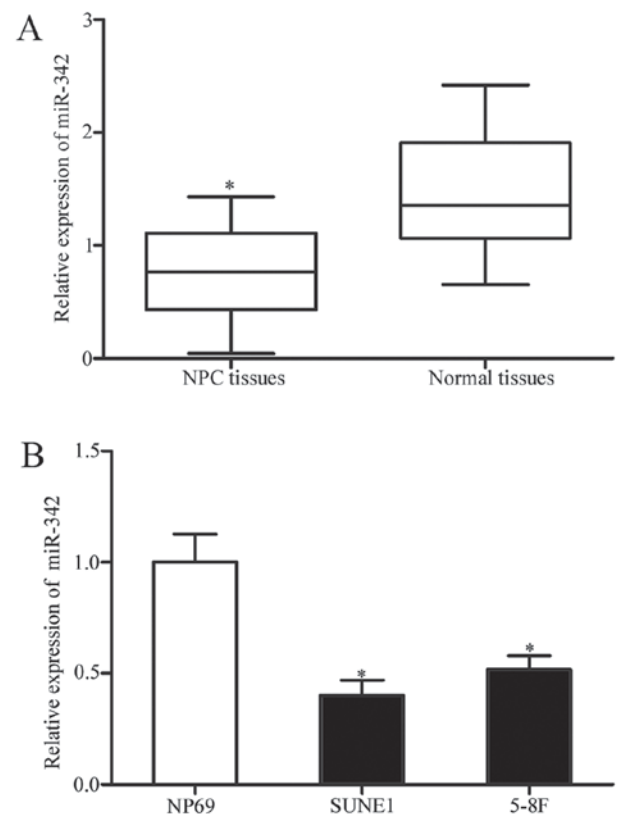 A
Relative expression of miR-342
3
2
1
0
*
NPC tissues
Normal tissues
B
Relative expression of miR-342
1.5
1.0
0.5
0.0
*
*
NP69
SUNE1
5-8F